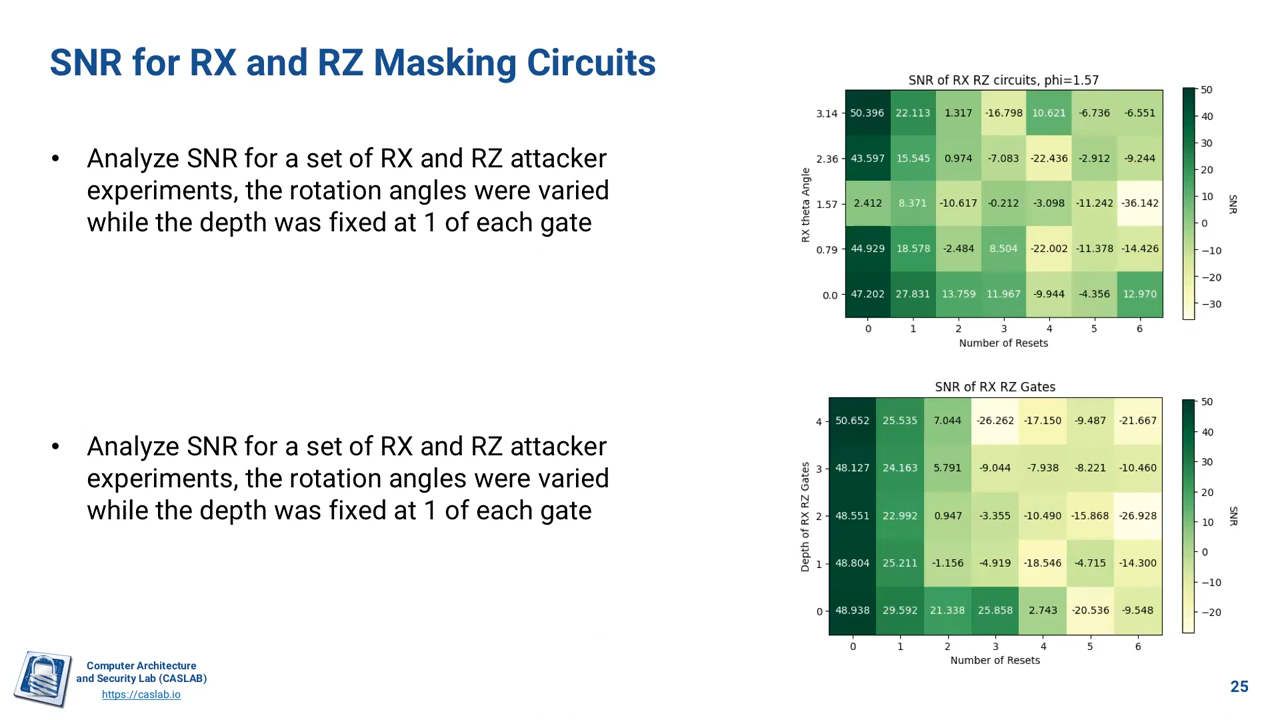 SNR for RX and RZ Masking Circuits
• Analyze SNR for a set of RX and RZ attacker
experiments, the rotation angles were varied
while the depth was fixed at 1 of each gate
SNR of RX RZ circuits, phi=1.57
RX theta Angle
3.14 50.396 22.113 1.317 -16.798 10.621 -6.736 -6.551
2.36 43.597 15.545 0.974 -7.083 -22.436 -2.912 -9.244
1.57 2.412 8.371 -10.617 -0.212 -3.098 -11.242 -36.142
0.79 44.929 18.578 -2.484 8.504 -22.002 -11.378 -14.426
0.0 47.202 27.831 13.759 11.967 -9.944 -4.356 12.970
0 1 2 3 4 5 6
Number of Resets
50
40
30
20
10
0
−10
−20
−30
SNR
• Analyze SNR for a set of RX and RZ attacker
experiments, the rotation angles were varied
while the depth was fixed at 1 of each gate
SNR of RX RZ Gates
Depth of RX RZ Gates
4 50.652 25.535 7.044 -26.262 -17.150 -9.487 -21.667
3 48.127 24.163 5.791 -9.044 -7.938 -8.221 -10.460
2 48.551 22.992 0.947 -3.355 -10.490 -15.868 -26.928
1 48.804 25.211 -1.156 -4.919 -18.546 -4.715 -14.300
0 48.938 29.592 21.338 25.858 2.743 -20.536 -9.548
0 1 2 3 4 5 6
Number of Resets
50
40
30
20
10
0
−10
−20
SNR
Computer Architecture
and Security Lab (CASLAB)
https://caslab.io
25